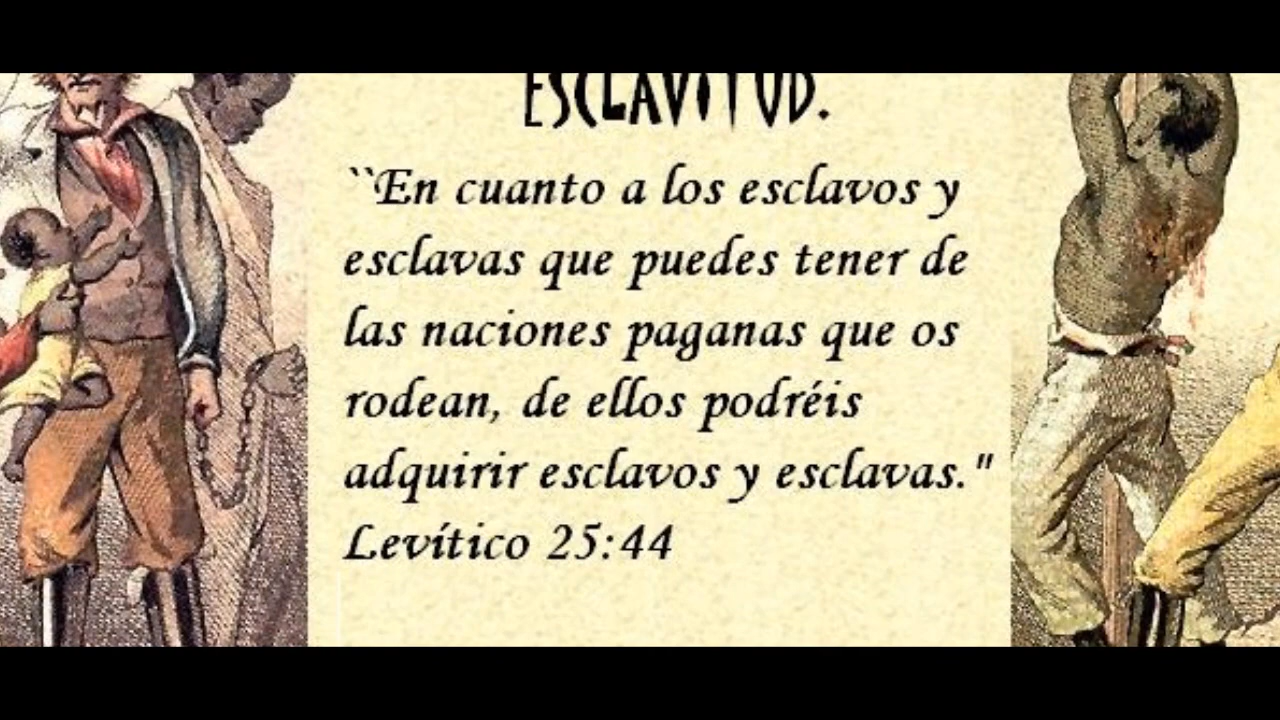 ESCLAVITUD.
``En cuanto a los esclavos y
esclavas que puedes tener de
las naciones paganas que os
rodean, de ellos podréis
adquirir esclavos y esclavas."
Levítico 25:44